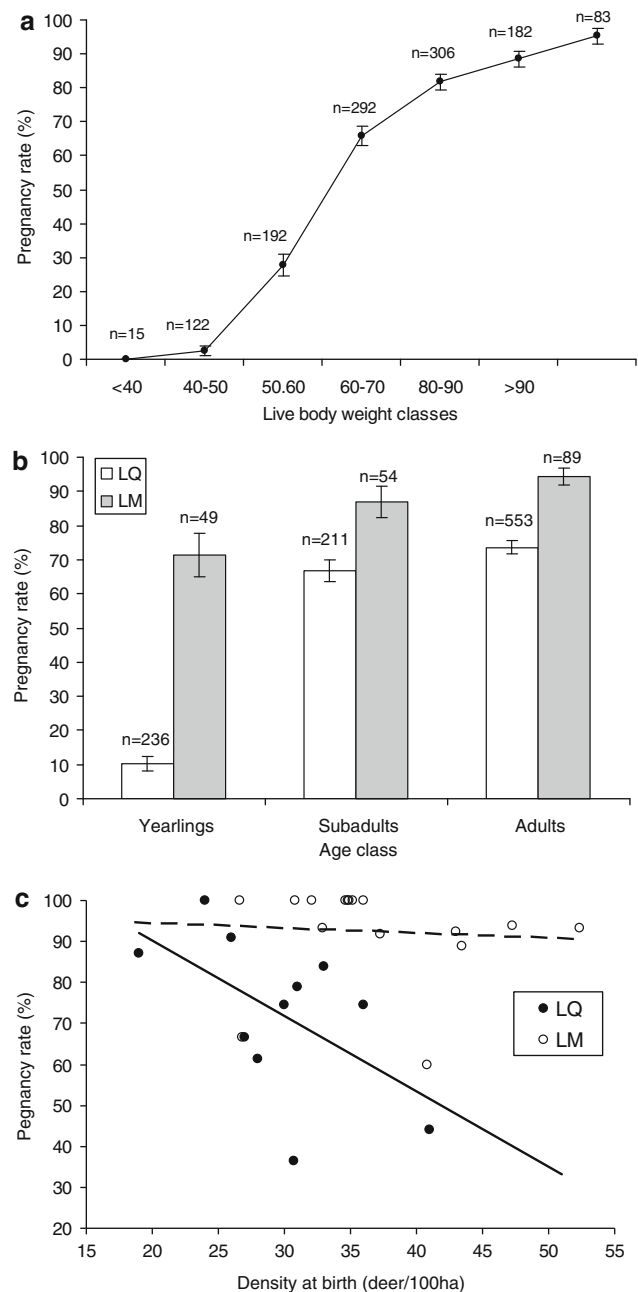 a
n=83
n=182
n=306
n=292
n=192
n=122
n=15
100
90
80
70
60
50
40
30
20
10
0
Pregnancy rate (%)
<40 40-50 50.60 60-70 80-90 >90
Live body weight classes
b
LQ
LM
n=236
n=49
n=211
n=54
n=553
n=89
100
90
80
70
60
50
40
30
20
10
0
Pregnancy rate (%)
Yearlings Subadults Adults
Age class
c
LQ
LM
100
90
80
70
60
50
40
30
20
Pegnancy rate (%)
15 20 25 30 35 40 45 50 55
Density at birth (deer/100ha)